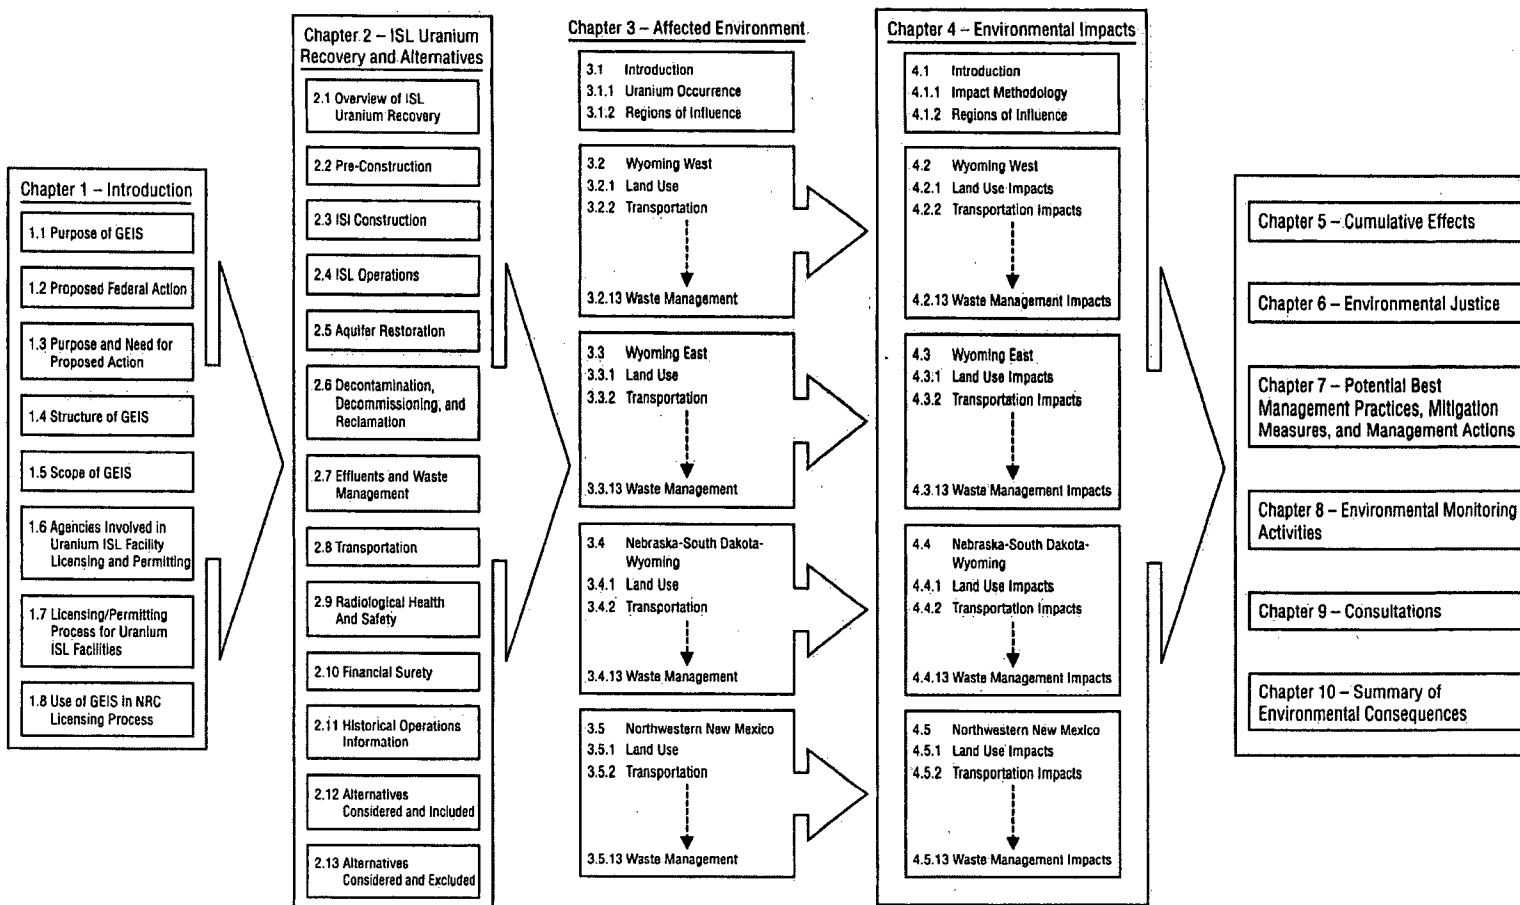 Chapter 1 – Introduction
1.1 Purpose of GEIS
1.2 Proposed Federal Action
1.3 Purpose and Need for
Proposed Action
1.4 Structure of GEIS
1.5 Scope of GEIS
1.6 Agencies Involved in
Uranium ISL Facility
Licensing and Permitting
1.7 Licensing/Permitting
Process for Uranium
ISL Facilities
1.8 Use of GEIS in NRC
Licensing Process
Chapter 2 – ISL Uranium
Recovery and Alternatives
2.1 Overview of ISL
Uranium Recovery
2.2 Pre-Construction
2.3 ISl Construction
2.4 ISL Operations
2.5 Aquifer Restoration
2.6 Decontamination,
Decommissioning, and
Reclamation
2.7 Effluents and Waste
Management
2.8 Transportation
2.9 Radiological Health
And Safety
2.10 Financial Surety
2.11 Historical Operations
Information
2.12 Alternatives
Considered and Included
2.13 Alternatives
Considered and Excluded
Chapter 3 – Affected Environment
3.1 Introduction
3.1.1 Uranium Occurrence
3.1.2 Regions of Influence
3.2 Wyoming West
3.2.1 Land Use
3.2.2 Transportation
3.2.13 Waste Management
3.3 Wyoming East
3.3.1 Land Use
3.3.2 Transportation
3.3.13 Waste Management
3.4 Nebraska-South Dakota-
Wyoming
3.4.1 Land Use
3.4.2 Transportation
3.4.13 Waste Management
3.5 Northwestern New Mexico
3.5.1 Land Use
3.5.2 Transportation
3.5.13 Waste Management
Chapter 4 – Environmental Impacts
4.1 Introduction
4.1.1 Impact Methodology
4.1.2 Regions of Influence
4.2 Wyoming West
4.2.1 Land Use Impacts
4.2.2 Transportation Impacts
4.2.13 Waste Management Impacts
4.3 Wyoming East
4.3.1 Land Use Impacts
4.3.2 Transportation Impacts
4.3.13 Waste Management Impacts
4.4 Nebraska-South Dakota-
Wyoming
4.4.1 Land Use Impacts
4.4.2 Transportation Impacts
4.4.13 Waste Management Impacts
4.5 Northwestern New Mexico
4.5.1 Land Use Impacts
4.5.2 Transportation Impacts
4.5.13 Waste Management Impacts
Chapter 5 – Cumulative Effects
Chapter 6 – Environmental Justice
Chapter 7 – Potential Best
Management Practices, Mitigation
Measures, and Management Actions
Chapter 8 – Environmental Monitoring
Activities
Chapter 9 – Consultations
Chapter 10 – Summary of
Environmental Consequences